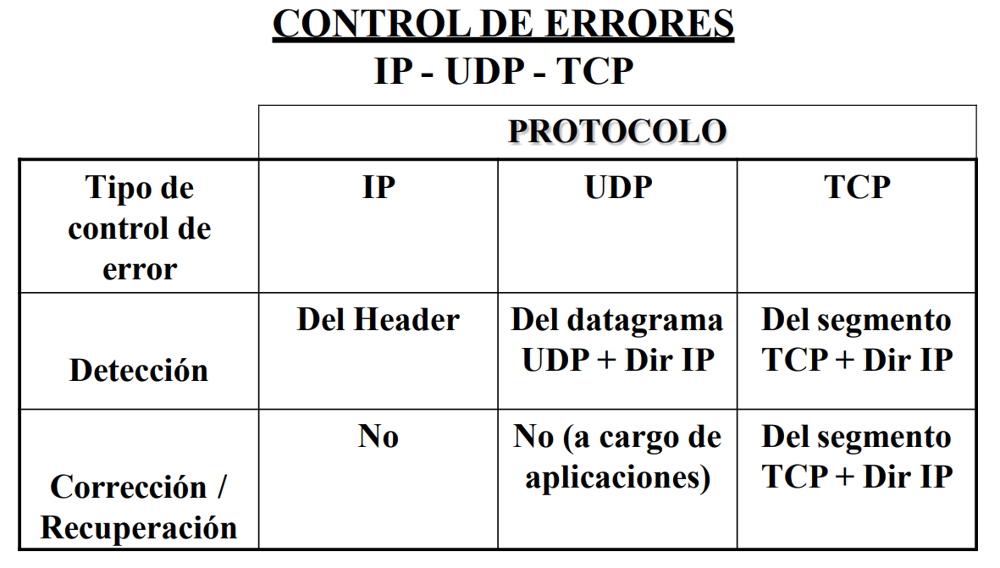 CONTROL DE ERRORES
IP - UDP - TCP
PROTOCOLO
Tipo de
control de
error
IP
UDP
TCP
Detección
Del Header
Del datagrama
UDP + Dir IP
Del segmento
TCP + Dir IP
Corrección /
Recuperación
No
No (a cargo de
aplicaciones)
Del segmento
TCP + Dir IP